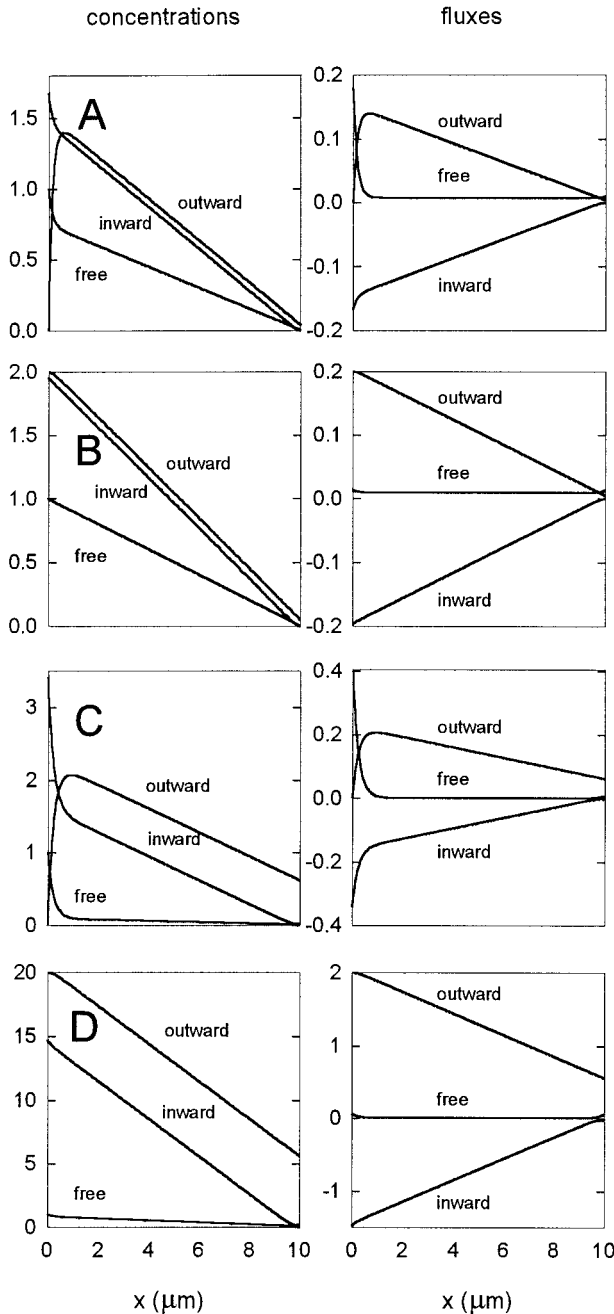 concentrations fluxes
A
1.5
1.0
0.5
0.0
outward
inward
free
0.2
0.1
0.0
-0.1
-0.2
outward
free
inward
B
2.0
1.5
1.0
0.5
0.0
outward
inward
free
0.2
0.1
0.0
-0.1
-0.2
outward
free
inward
C
3
2
1
0
outward
inward
free
0.4
0.2
0.0
-0.2
-0.4
outward
free
inward
D
20
15
10
5
0
outward
inward
free
2
1
0
-1
outward
free
inward
0 2 4 6 8 10
0 2 4 6 8 10
x (μm) x (μm)